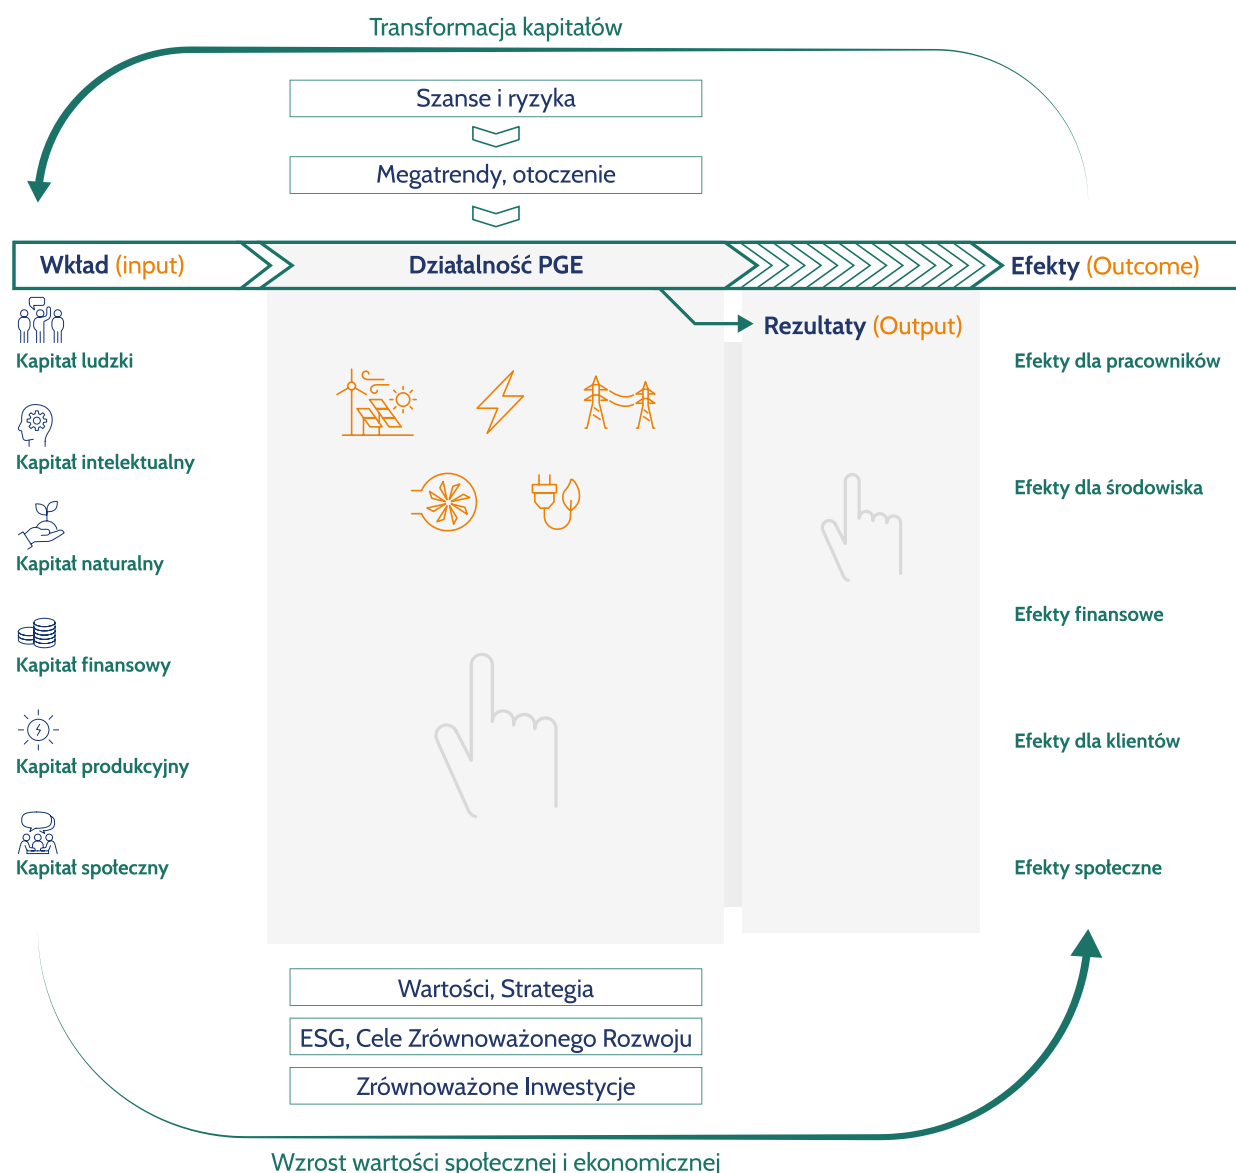 Transformacja kapitałów
Szanse i ryzyka
Megatrendy, otoczenie
Wkład (input)
Działalność PGE
Efekty (Outcome)
Rezultaty (Output)
Kapitał ludzki
Kapitał intelektualny
Kapitał naturalny
Kapitał finansowy
Kapitał produkcyjny
Kapitał społeczny
Efekty dla pracowników
Efekty dla środowiska
Efekty finansowe
Efekty dla klientów
Efekty społeczne
Wartości, Strategia
ESG, Cele Zrównoważonego Rozwoju
Zrównoważone Inwestycje
Wzrost wartości społecznej i ekonomicznej